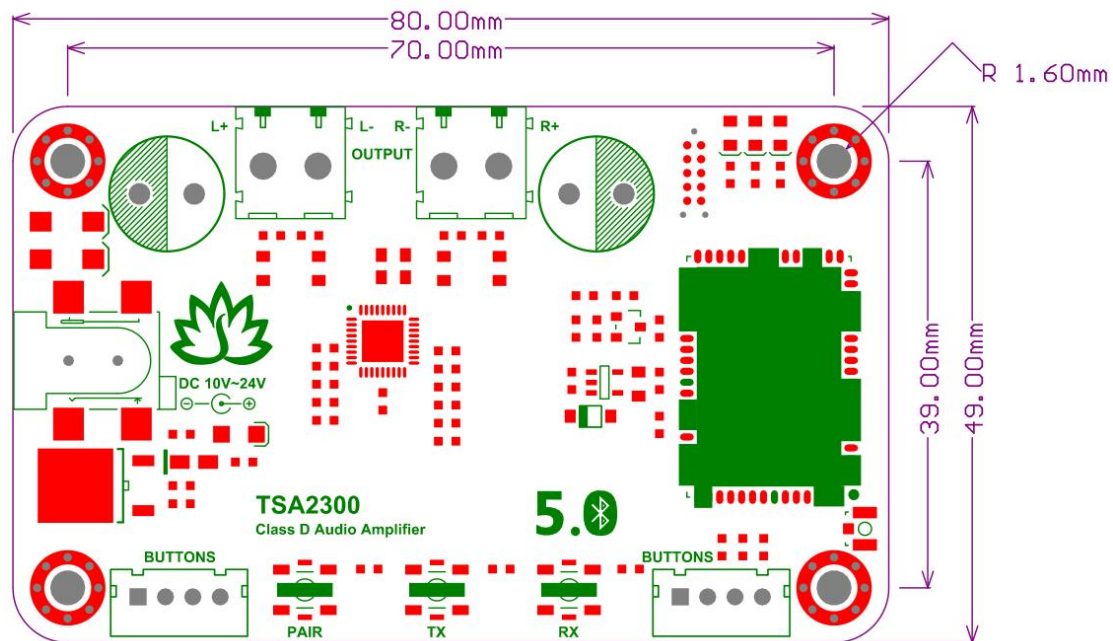 80.00mm
70.00mm
R 1.60mm
L+ L- R- R+
OUTPUT
39.00mm
49.00mm
DC 10V~24V
TSA2300
Class D Audio Amplifier
5.0
BUTTONS
BUTTONS
PAIR
TX
RX